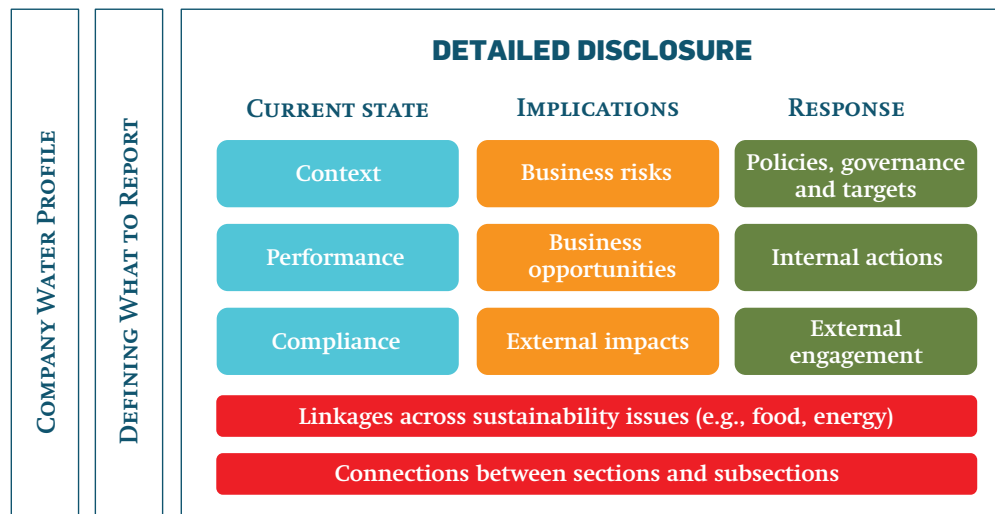 COMPANY WATER PROFILE
DEFINING WHAT TO REPORT
DETAILED DISCLOSURE
CURRENT STATE
IMPLICATIONS
RESPONSE
Context
Business risks
Policies, governance
and targets
Performance
Business
opportunities
Internal actions
Compliance
External impacts
External
engagement
Linkages across sustainability issues (e.g., food, energy)
Connections between sections and subsections